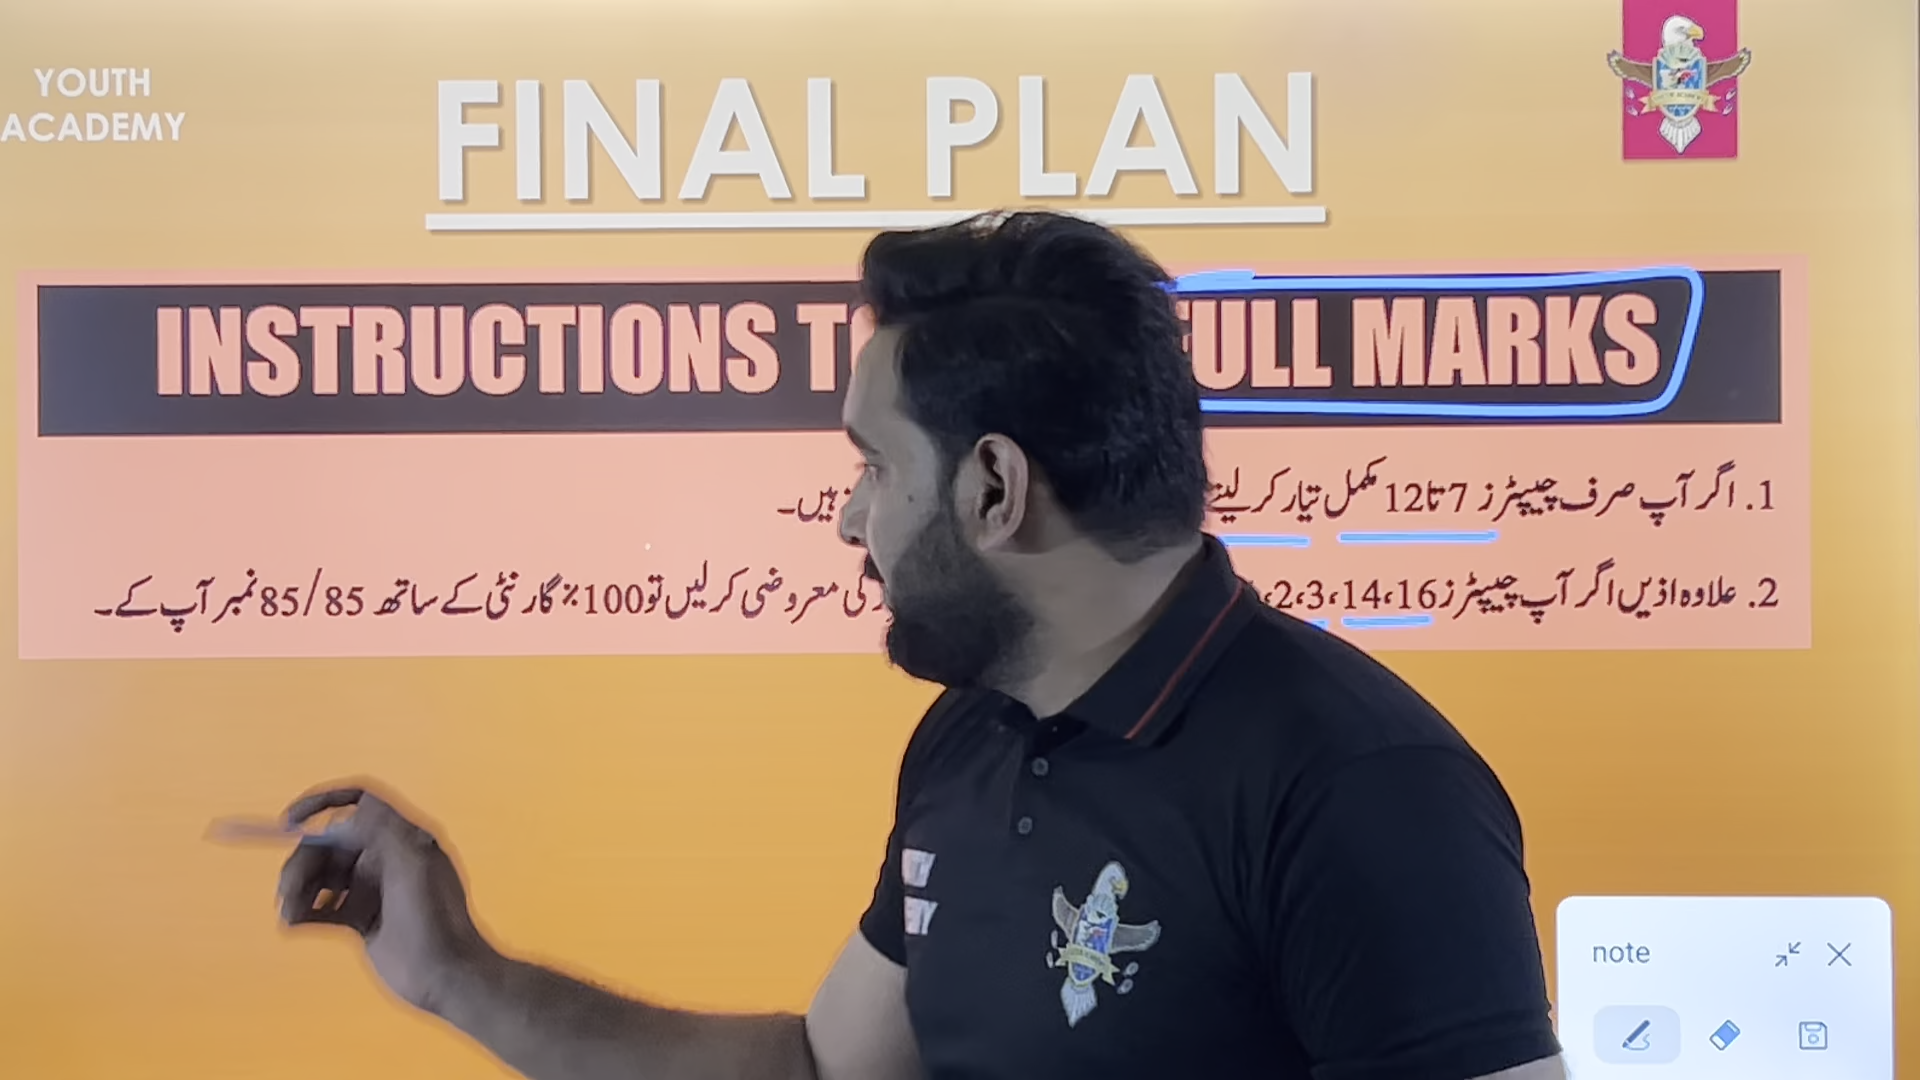 YOUTH
ACADEMY
FINAL PLAN
INSTRUCTIONS FULL MARKS
1. اگر آپ صرف چیپٹرز 7 تا 12 مکمل تیار کر لیتے ہیں۔
2. علاوہ ازیں اگر آپ چیپٹرز 16،14،3،2، کی معروضی کر لیں تو 100٪ گارنٹی کے ساتھ 85/85 نمبر آپ کے۔
note